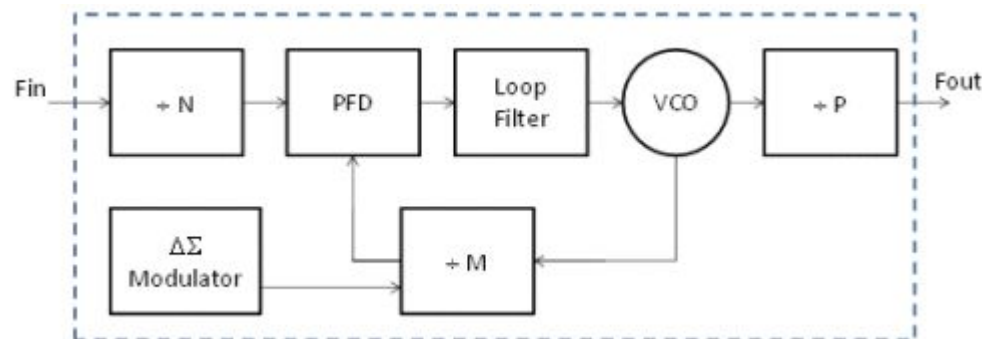 Fin
÷ N
PFD
Loop
Filter
VCO
÷ P
Fout
ΔΣ
Modulator
÷ M